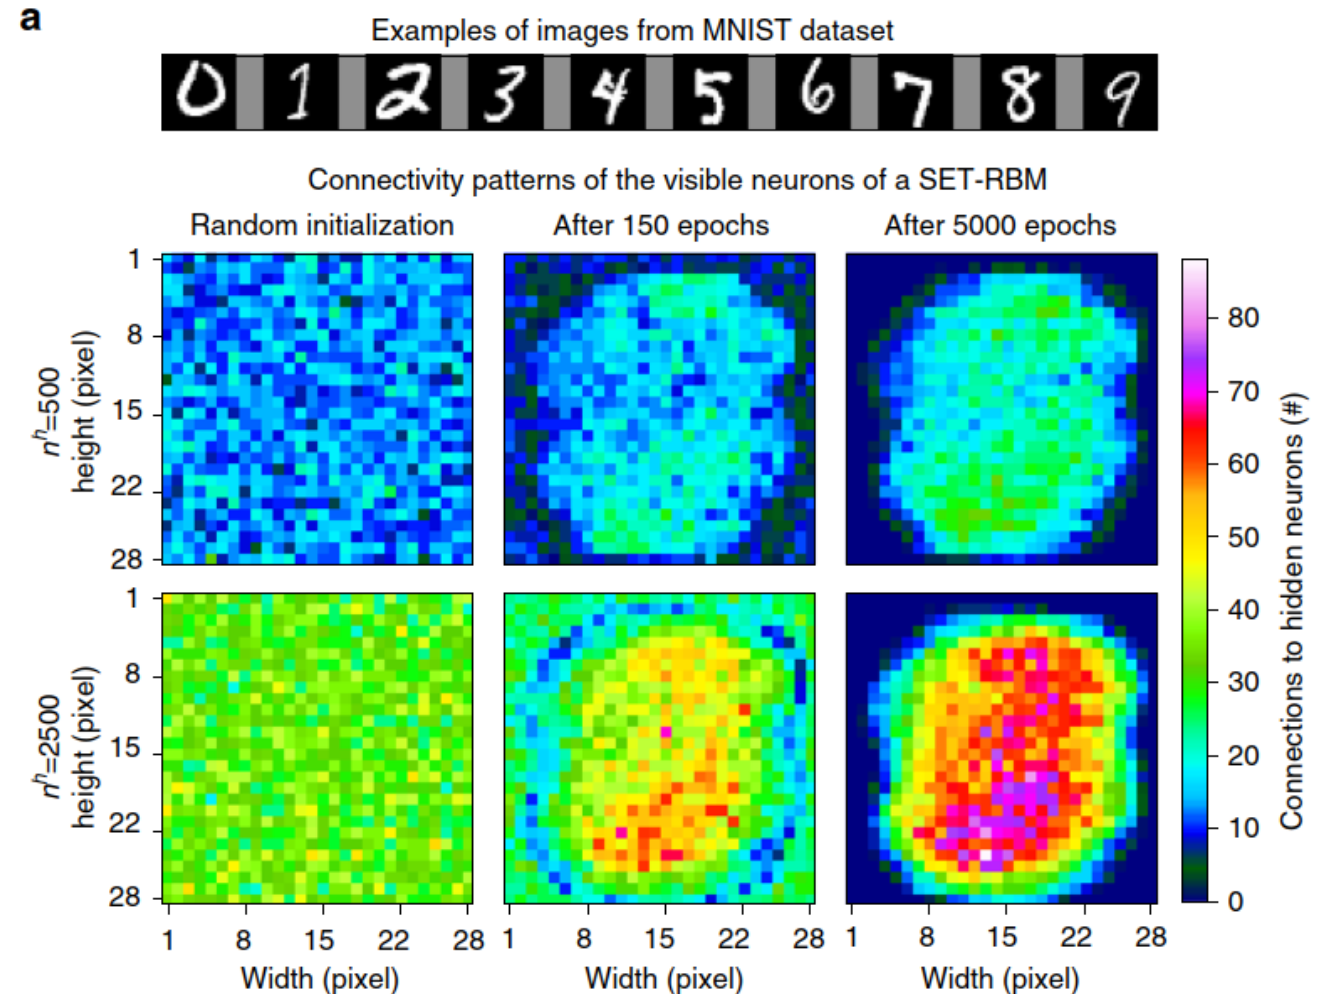 a
Examples of images from MNIST dataset
0 1 2 3 4 5 6 7 8 9
Connectivity patterns of the visible neurons of a SET-RBM
Random initialization After 150 epochs After 5000 epochs
nʰ=500
height (pixel)
1
8
15
22
28
nʰ=2500
height (pixel)
1
8
15
22
28
1 8 15 22 28
Width (pixel)
1 8 15 22 28
Width (pixel)
1 8 15 22 28
Width (pixel)
80
70
60
50
40
30
20
10
0
Connections to hidden neurons (#)